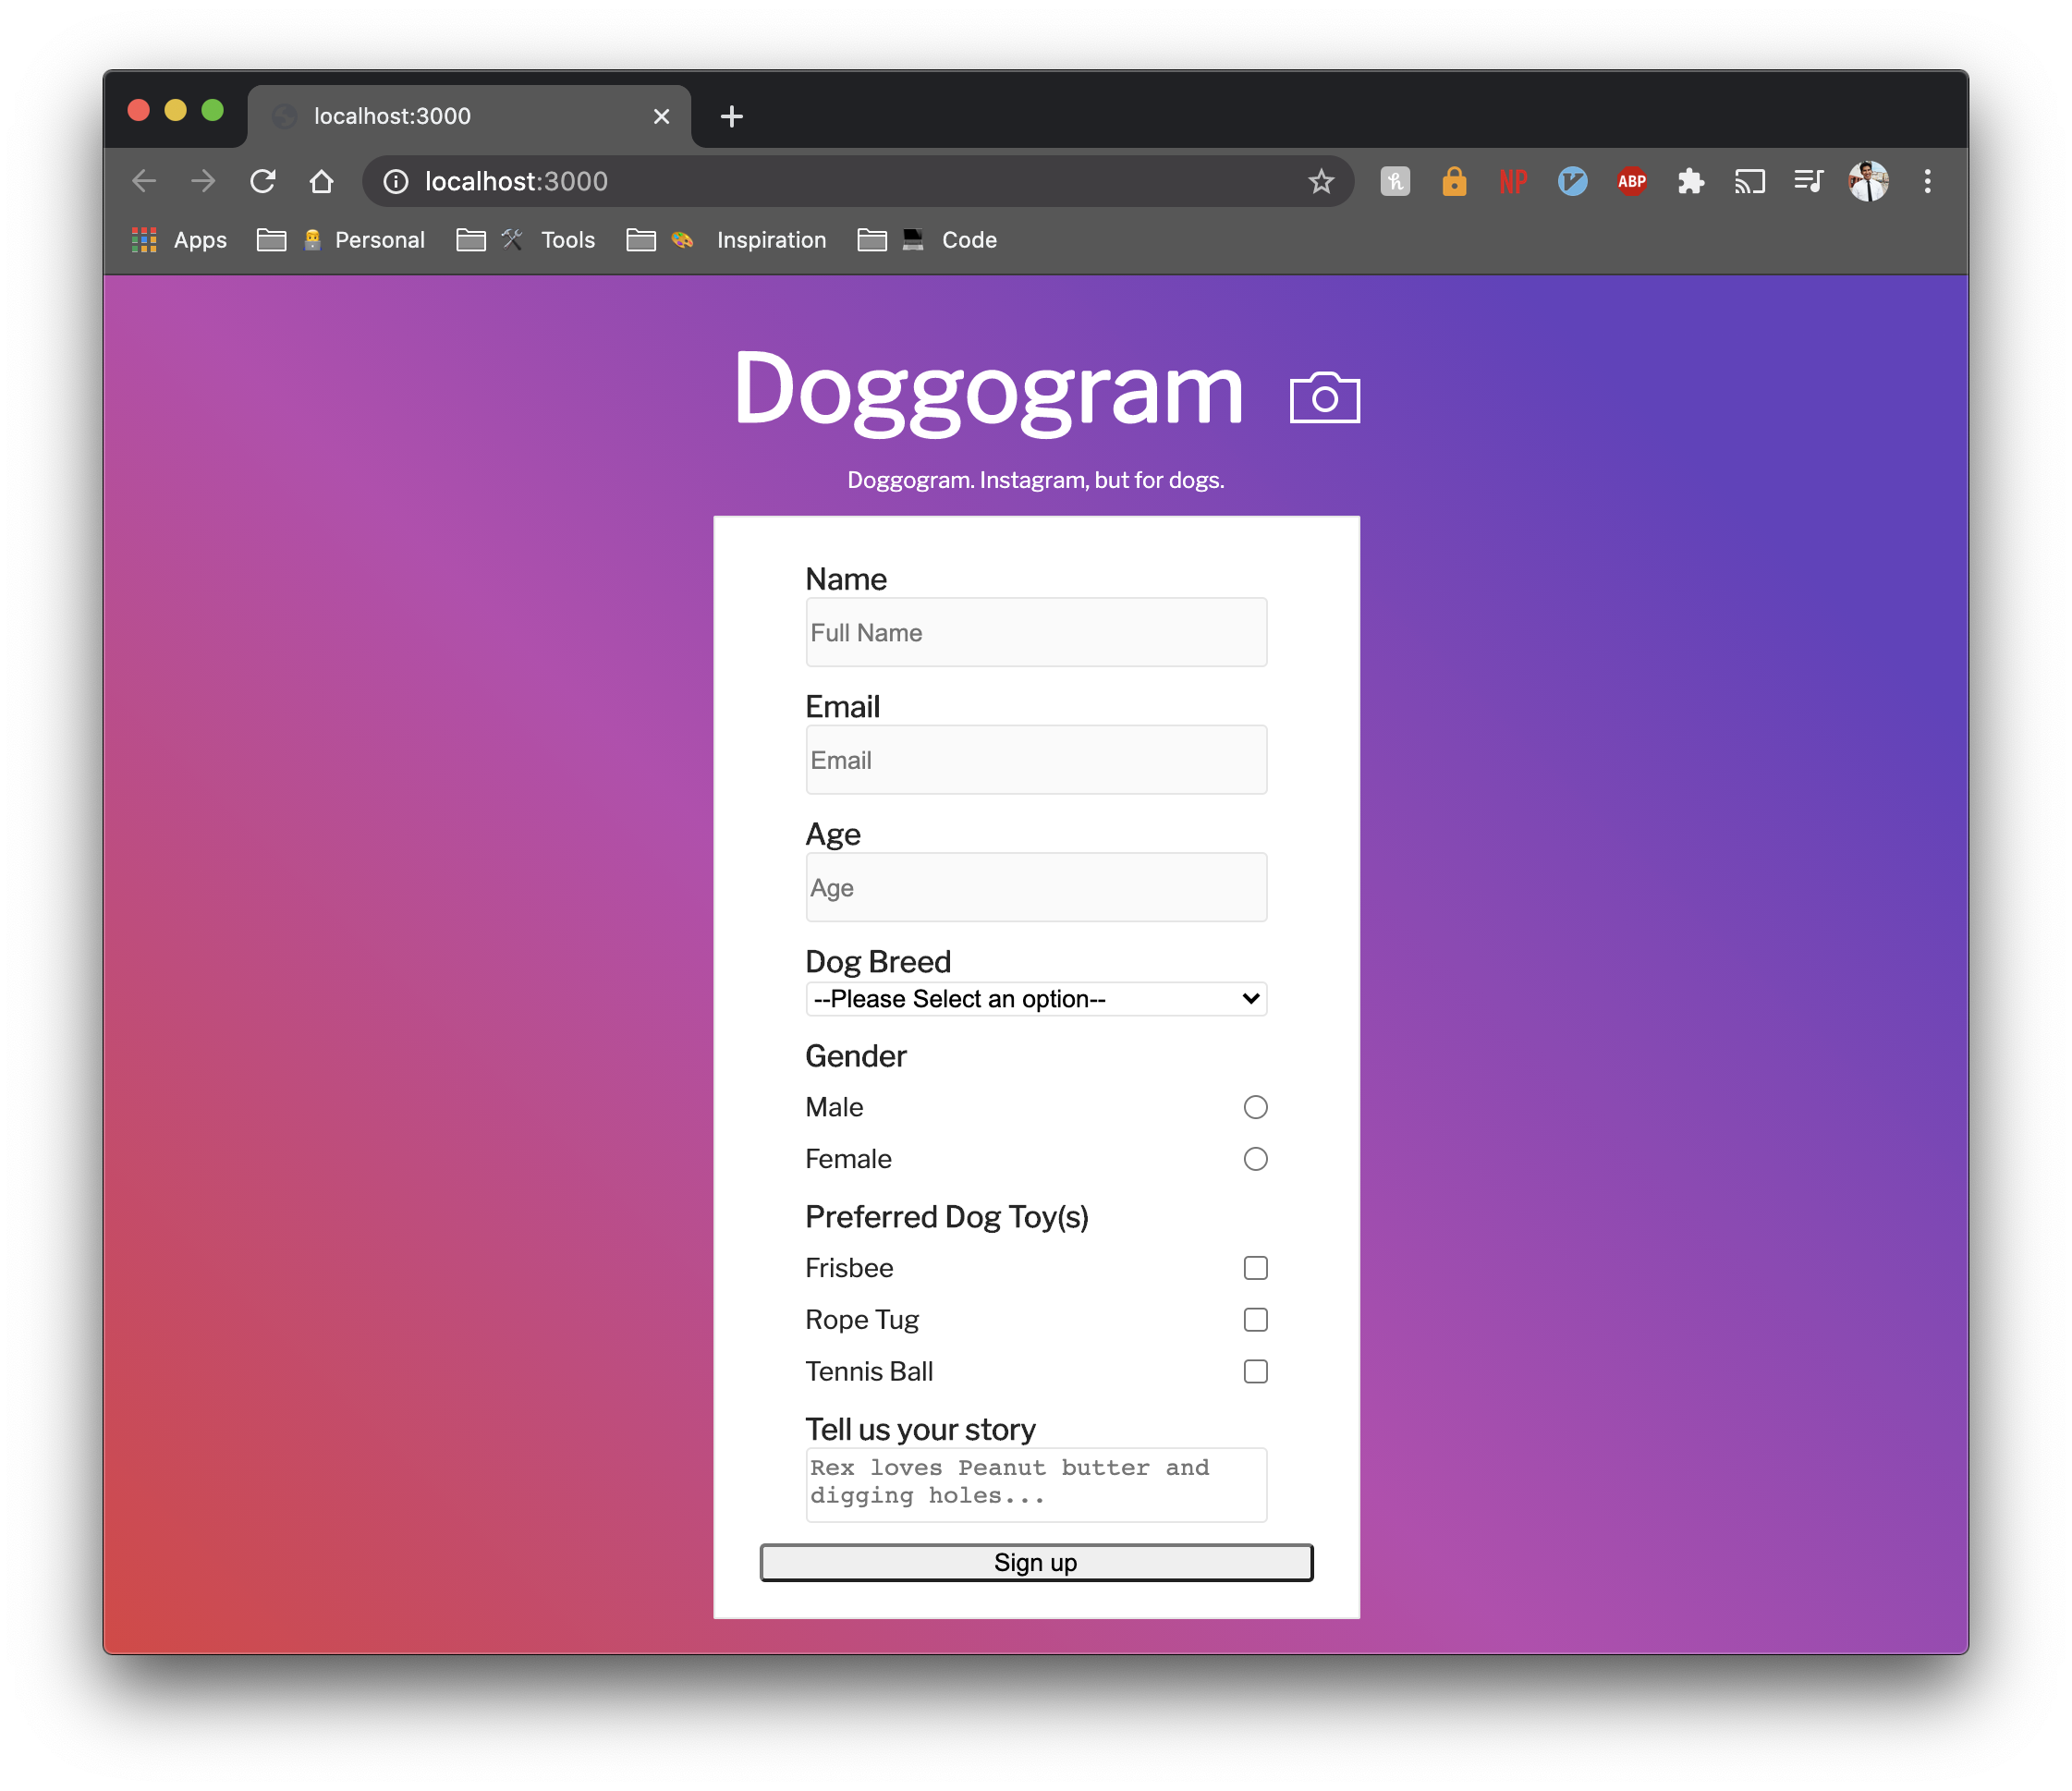 localhost:3000
localhost:3000
NP
ABP
Apps Personal Tools Inspiration Code
Doggogram
Doggogram. Instagram, but for dogs.
Name
Full Name
Email
Email
Age
Age
Dog Breed
--Please Select an option--
Gender
Male
Female
Preferred Dog Toy(s)
Frisbee
Rope Tug
Tennis Ball
Tell us your story
Rex loves Peanut butter and
digging holes...
Sign up